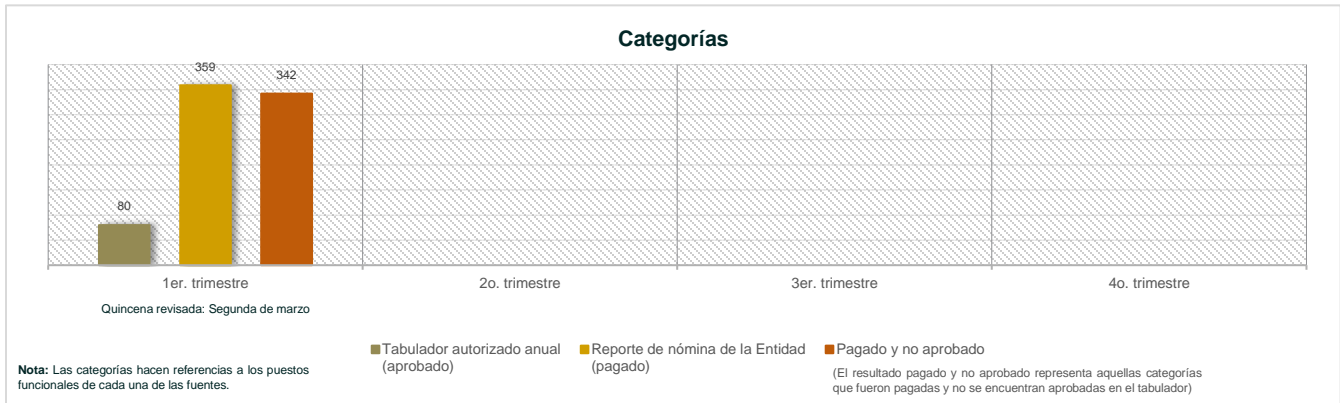 Categorías
359
342
80
1er. trimestre
2o. trimestre
3er. trimestre
4o. trimestre
Quincena revisada: Segunda de marzo
Tabulador autorizado anual
(aprobado)
Reporte de nómina de la Entidad
(pagado)
Pagado y no aprobado
(El resultado pagado y no aprobado representa aquellas categorías
que fueron pagadas y no se encuentran aprobadas en el tabulador)
Nota: Las categorías hacen referencias a los puestos
funcionales de cada una de las fuentes.